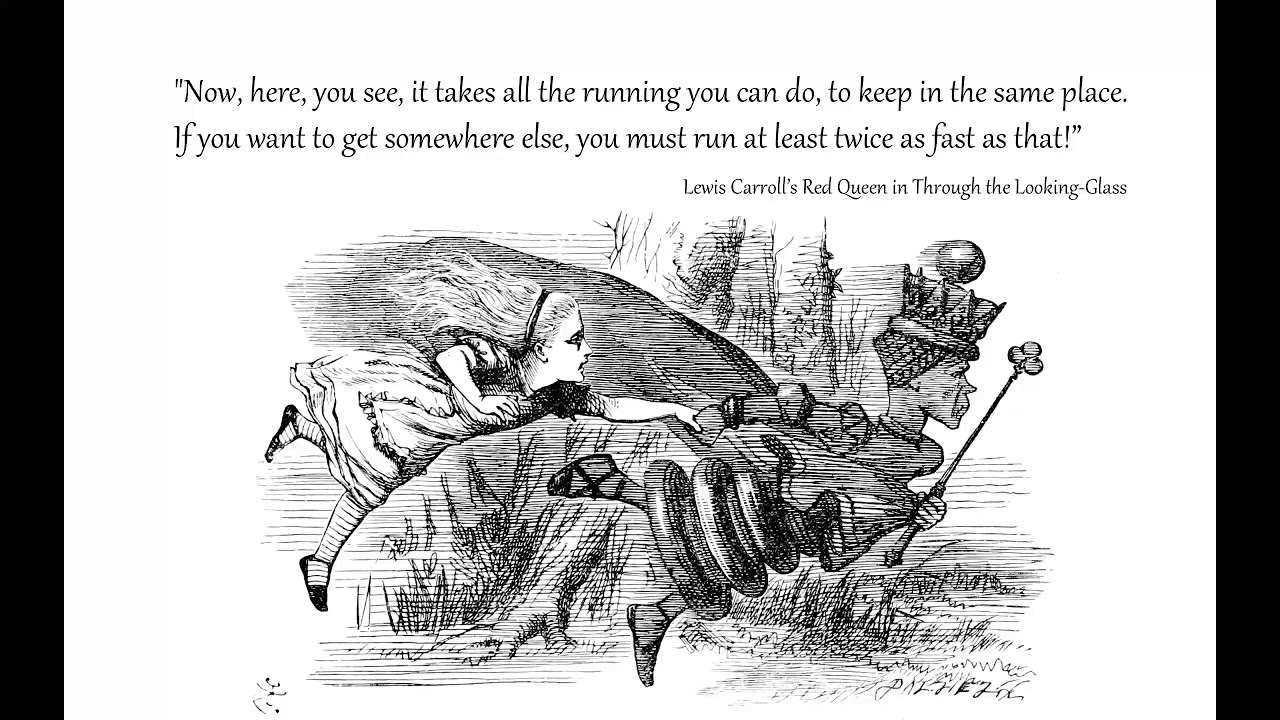 "Now, here, you see, it takes all the running you can do, to keep in the same place.
If you want to get somewhere else, you must run at least twice as fast as that!”
Lewis Carroll’s Red Queen in Through the Looking-Glass